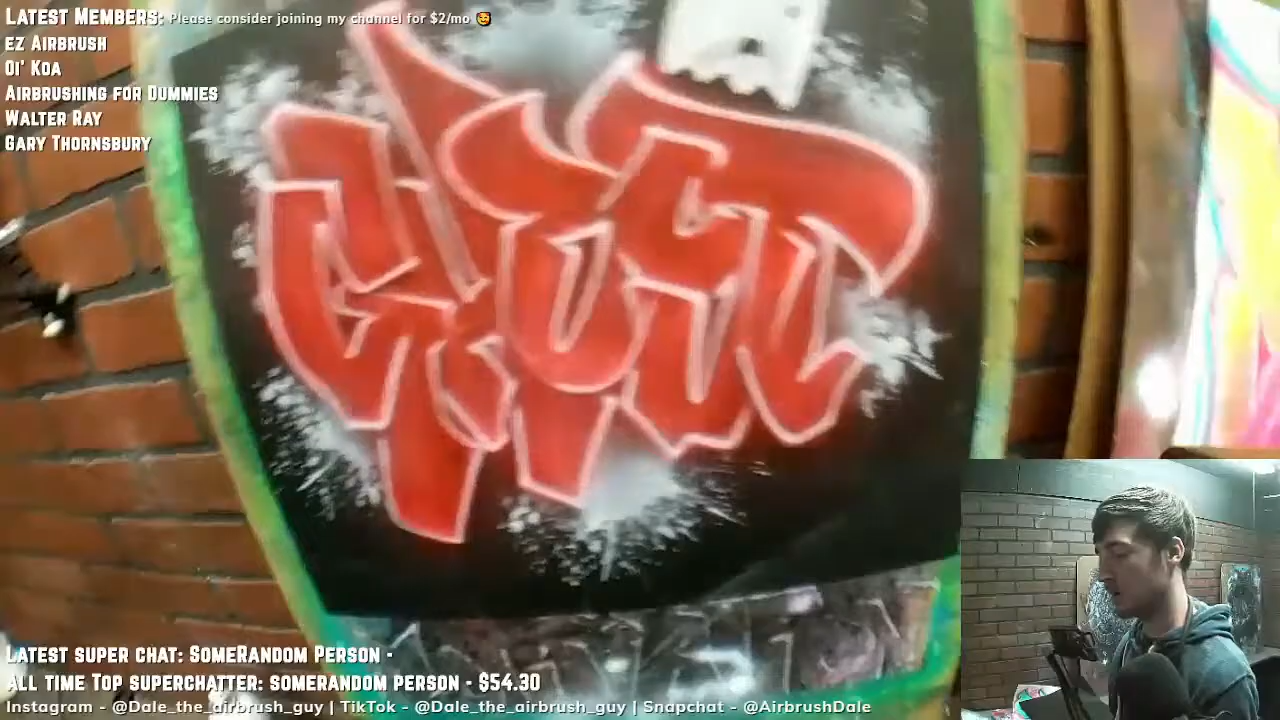 LATEST MEMBERS: Please consider joining my channel for $2/mo 🥰
EZ AIRBRUSH
OI' KOA
AIRBRUSHING FOR DUMMIES
WALTER RAY
GARY THORNSBURY
LATEST SUPER CHAT: SOMERANDOM PERSON -
ALL TIME TOP SUPERCHATTER: SOMERANDOM PERSON - $54.30
Instagram - @Dale_the_airbrush_guy | TikTok - @Dale_the_airbrush_guy | Snapchat - @AirbrushDale